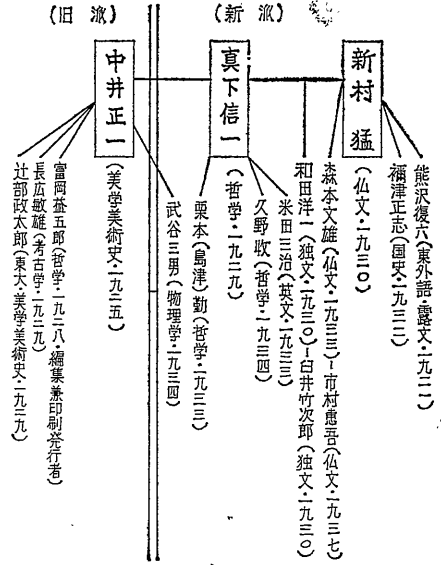 熊沢復六(東外語・露文・一九二一)
禰津正志(国史・一九三二)
新村 猛
(仏文・一九三〇)
森本文雄(仏文・一九三三)~市村恵吾(仏文・一九三七)
和田洋一(独文・一九三〇)~臼井竹次郎(独文・一九三〇)
(新派)
米田三治(英文・一九三三)
久野收(哲学・一九三四)
真下信一
(哲学・一九二九)
栗本(島津)勤(哲学・一九三三)
武谷三男(物理学・一九三四)
(旧派)
中井正一
(美学美術史・一九二五)
富岡益五郎(哲学・一九二八・編集兼印刷発行者)
長広敏雄(考古学・一九二九)
辻部政太郎(東大・美学美術史・一九二九)